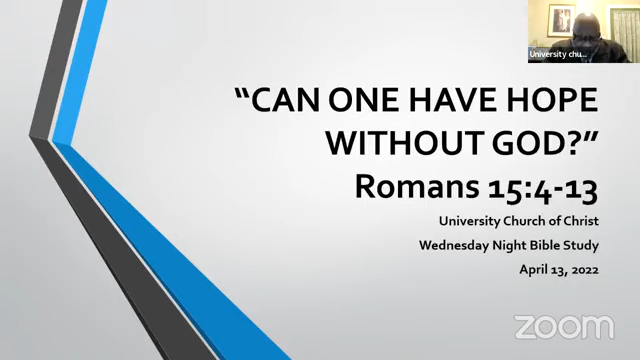 University chu...
“CAN ONE HAVE HOPE
WITHOUT GOD?”
Romans 15:4-13
University Church of Christ
Wednesday Night Bible Study
April 13, 2022
zoom